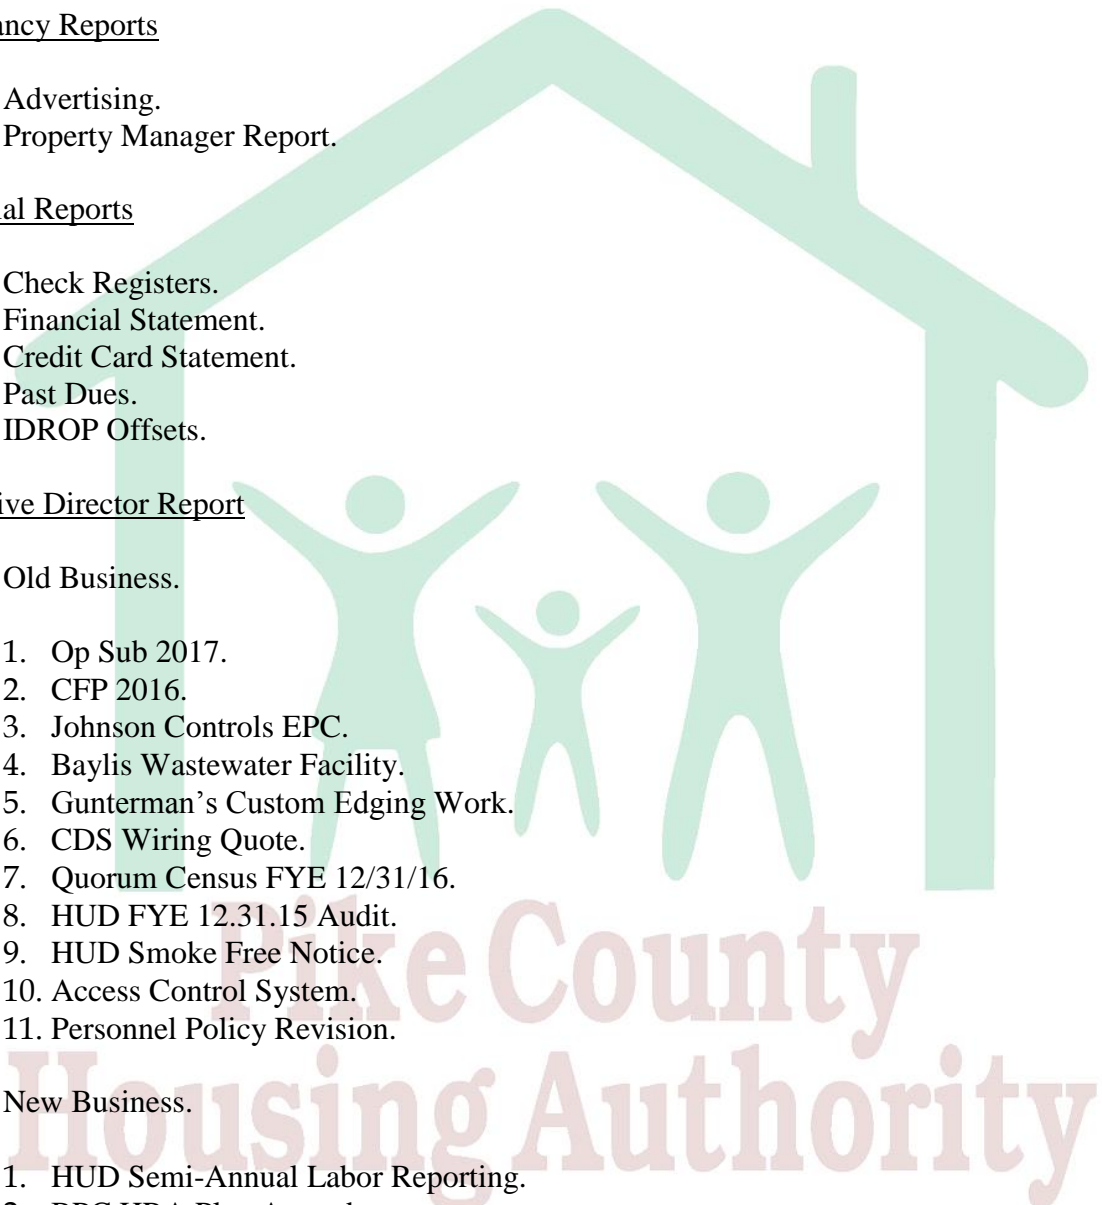 ancy Reports
Advertising.
Property Manager Report.
ial Reports
Check Registers.
Financial Statement.
Credit Card Statement.
Past Dues.
IDROP Offsets.
ive Director Report
Old Business.
1. Op Sub 2017.
2. CFP 2016.
3. Johnson Controls EPC.
4. Baylis Wastewater Facility.
5. Gunterman’s Custom Edging Work.
6. CDS Wiring Quote.
7. Quorum Census FYE 12/31/16.
8. HUD FYE 12.31.15 Audit.
9. HUD Smoke Free Notice.
10. Access Control System.
11. Personnel Policy Revision.
Pike County
Housing Authority
New Business.
1. HUD Semi-Annual Labor Reporting.